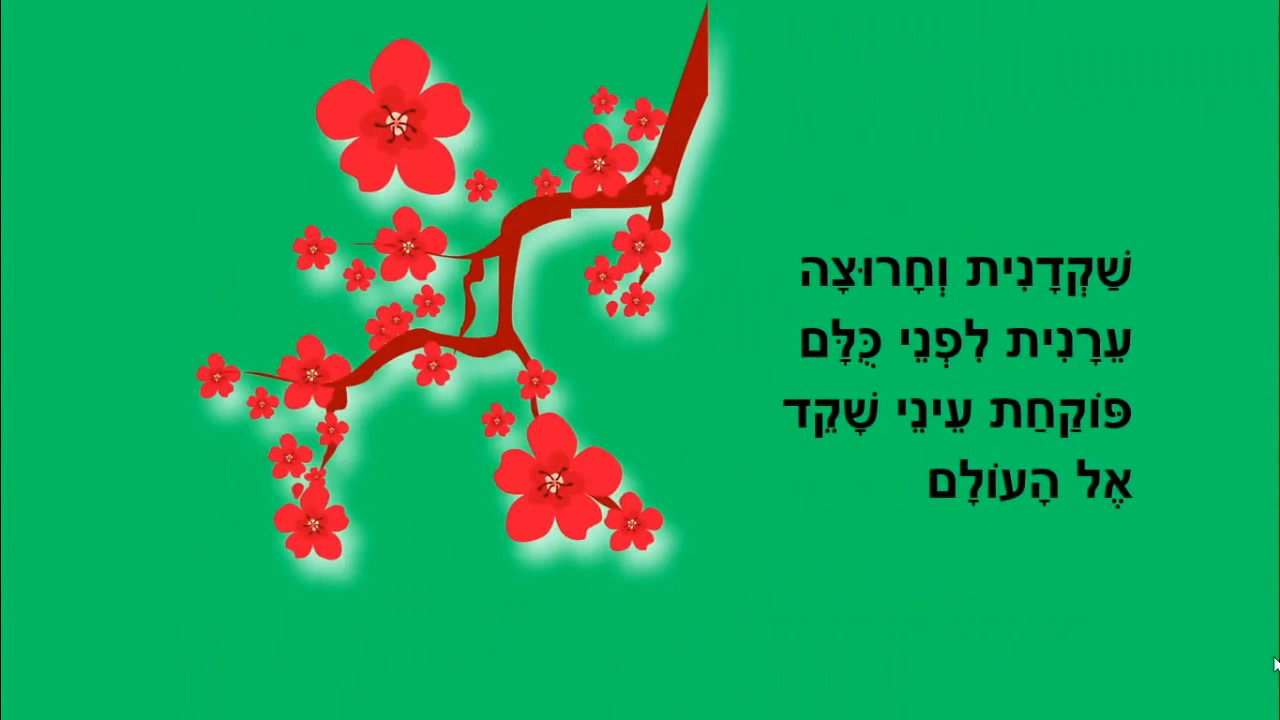 שַׁקְדָנִית וְחָרוּצָה
עֵרָנִית לִפְנֵי כֻּלָּם
פּוֹקַחַת עֵינֵי שָׁקֵד
אֶל הָעוֹלָם